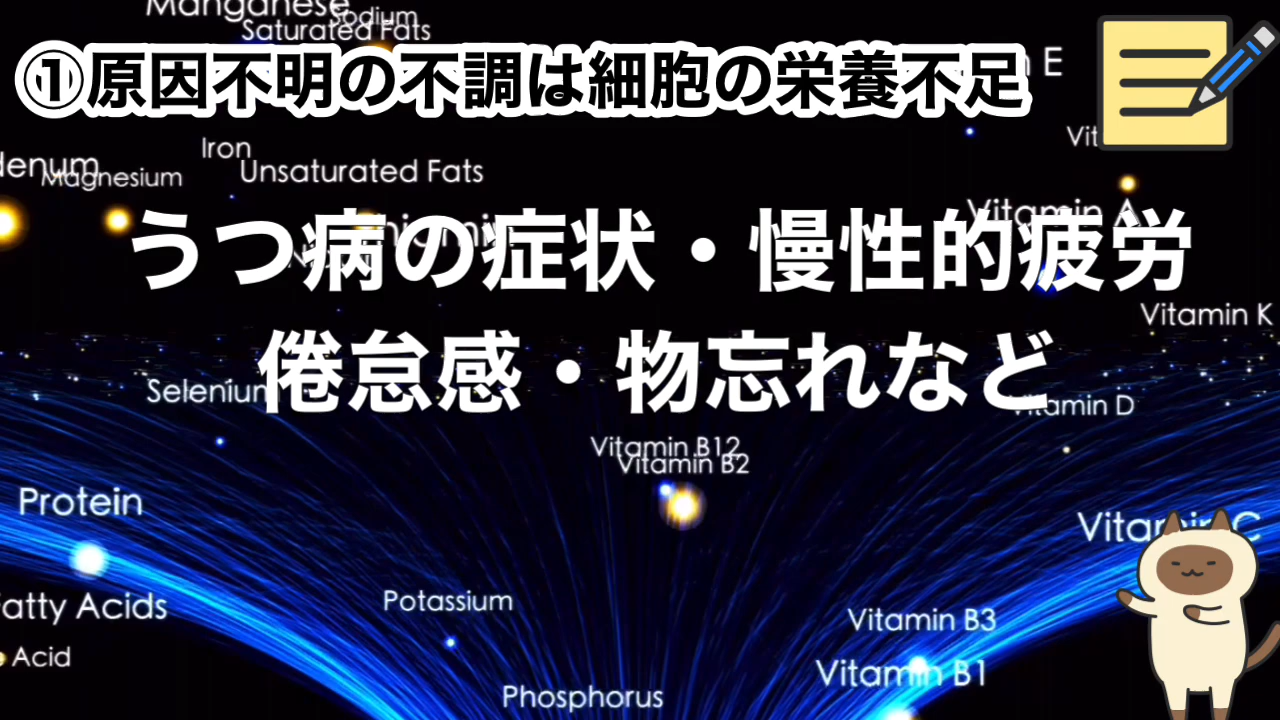 Manganese
Sodium
Saturated Fats
①原因不明の不調は細胞の栄養不足
E
Iron
Unsaturated Fats
Magnesium
Vitamin A
うつ病の症状・慢性的疲労
Vitamin K
倦怠感・物忘れなど
Selenium
Vitamin D
Vitamin B12
Vitamin B2
Protein
Vitamin C
Potassium
Fatty Acids
Vitamin B3
Acid
Vitamin B1
Phosphorus